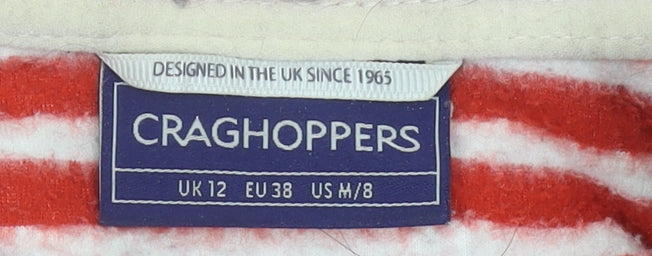 DESIGNED IN THE UK SINCE 1965
CRAGHOPPERS
UK 12 EU 38 US M/8